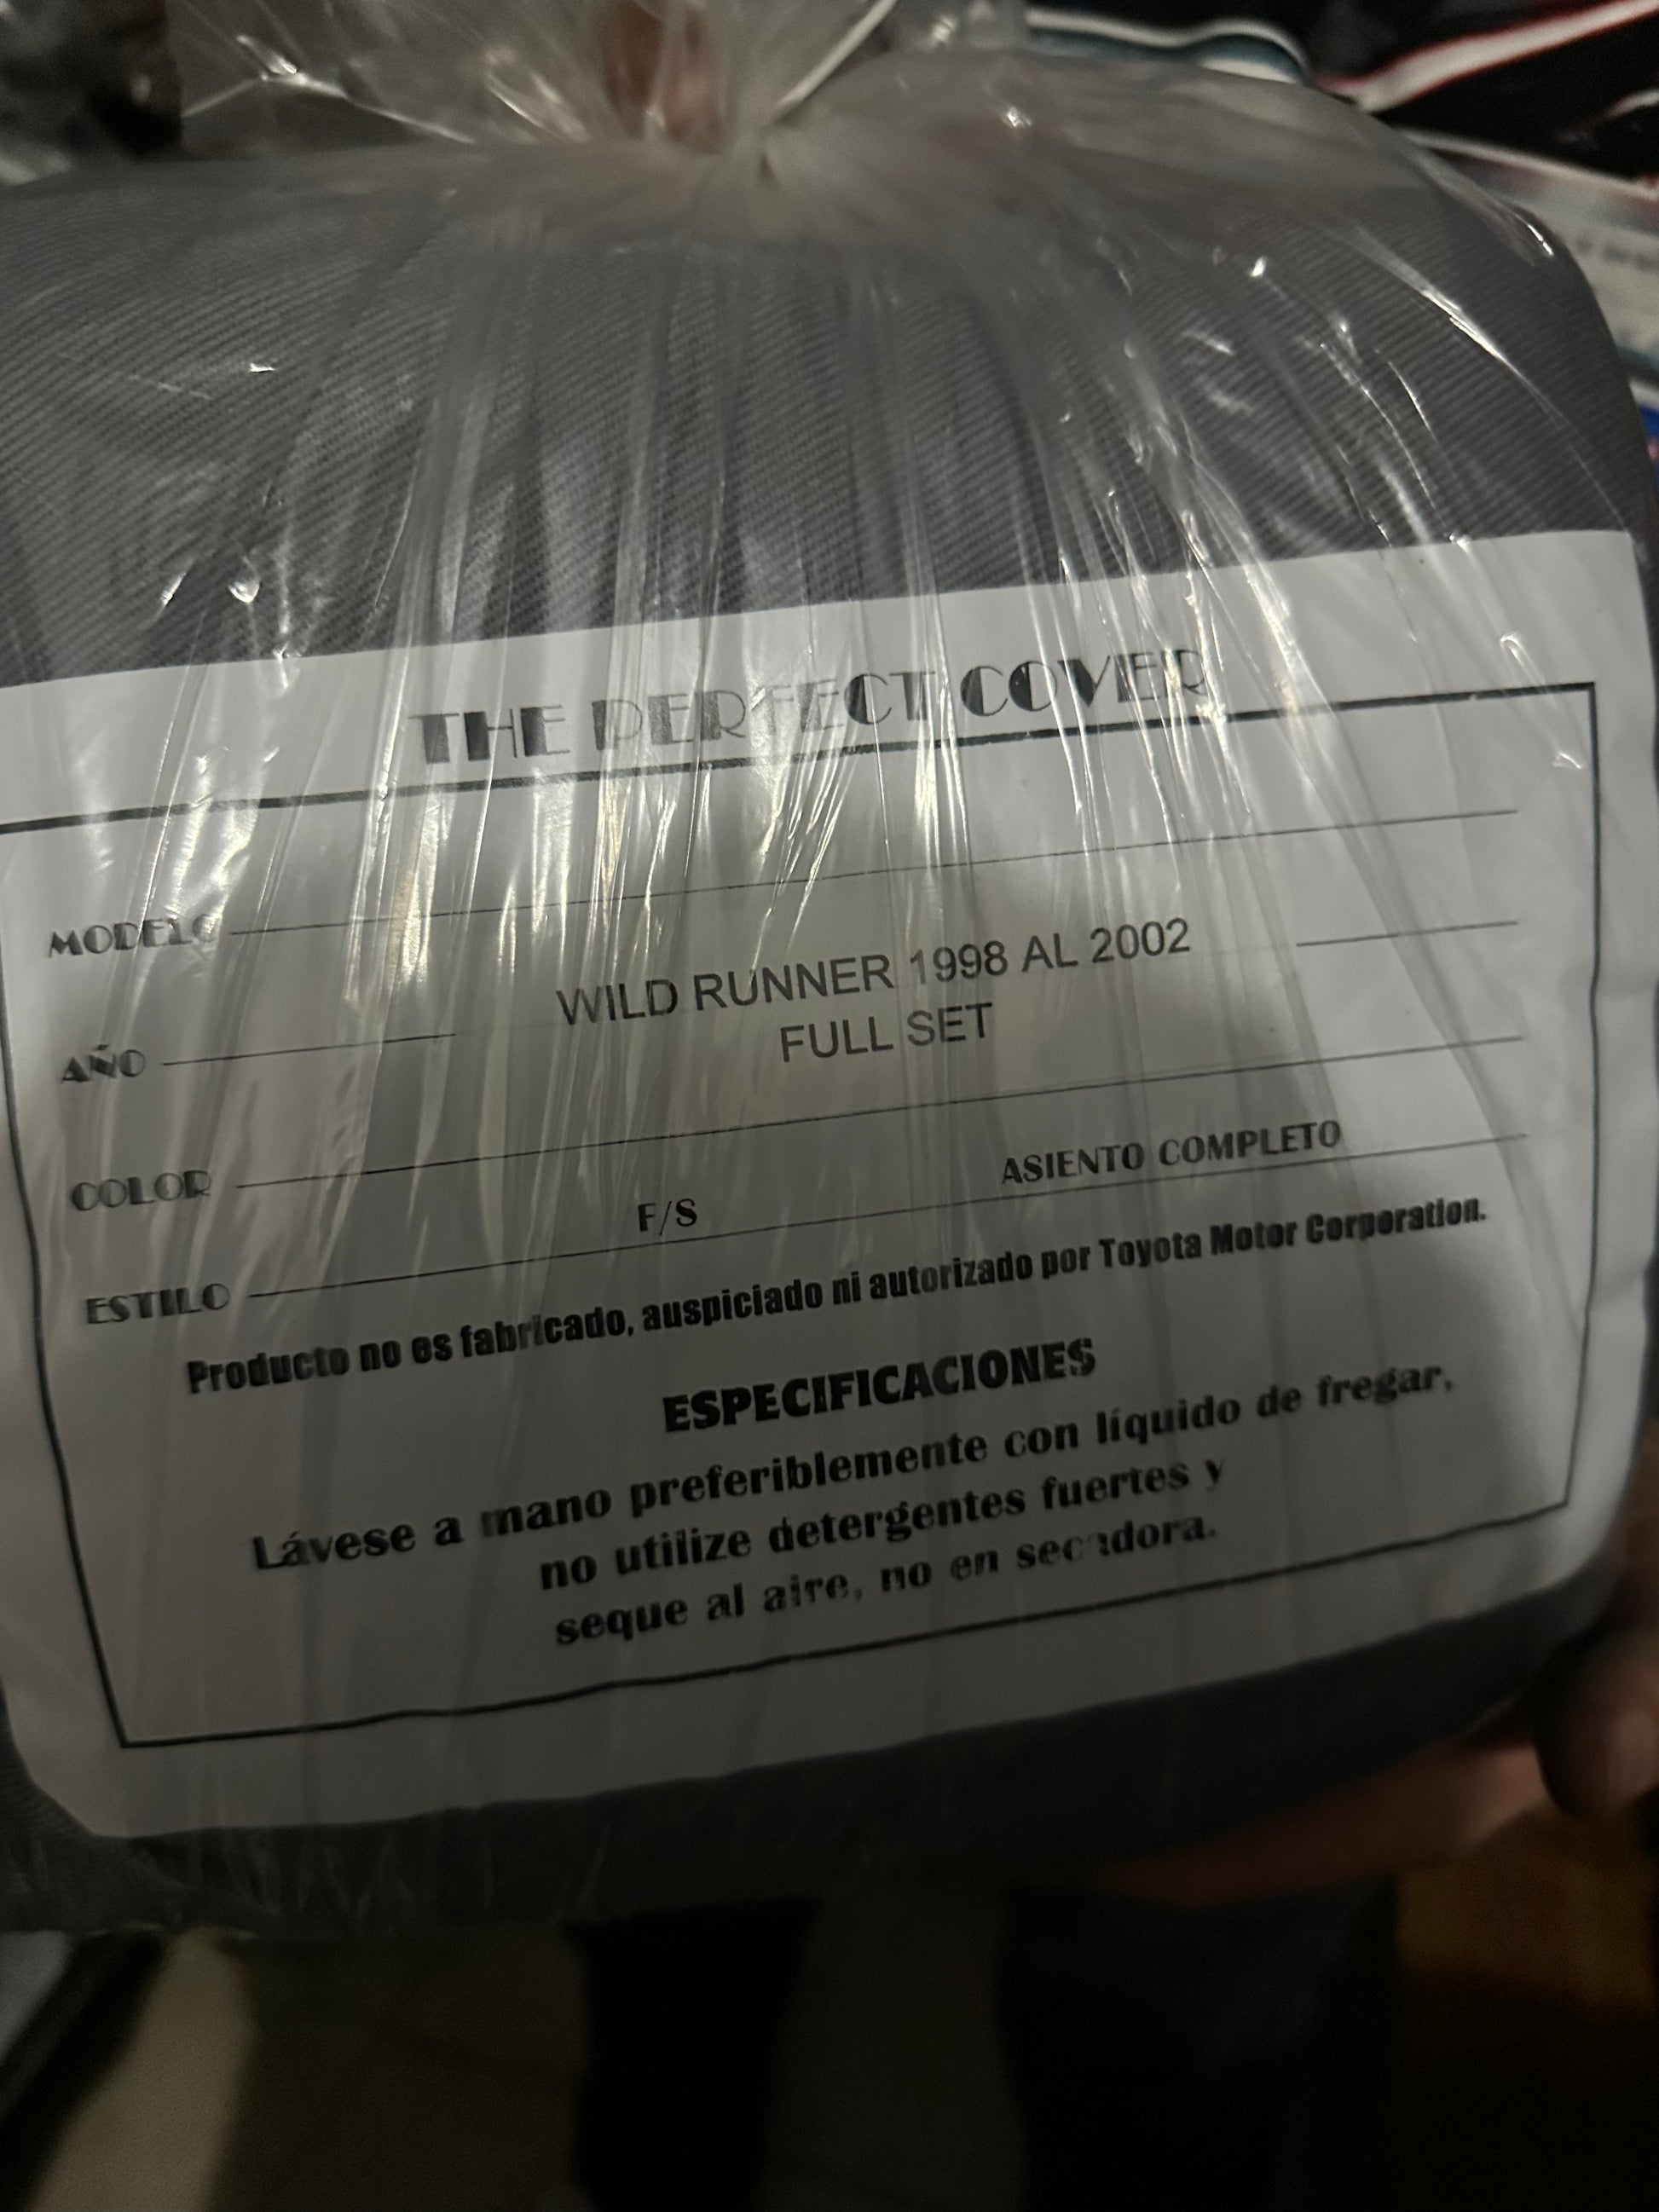 THE PERFECT COVER
MODELO
WILD RUNNER 1998 AL 2002
AÑO
FULL SET
COLOR
ASIENTO COMPLETO
F/S
ESTILO
Producto no es fabricado, auspiciado ni autorizado por Toyota Motor Corporation.
ESPECIFICACIONES
Lávese a mano preferiblemente con líquido de fregar,
no utilize detergentes fuertes y
seque al aire, no en secadora.